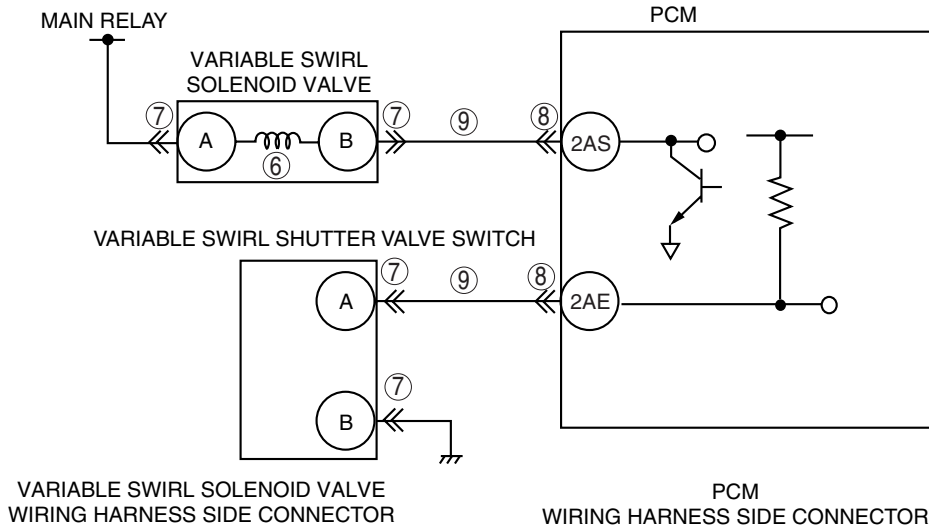 MAIN RELAY
PCM
VARIABLE SWIRL
SOLENOID VALVE
⑦
⑦
⑨
⑧
A
B
2AS
⑥
VARIABLE SWIRL SHUTTER VALVE SWITCH
⑦
⑨
⑧
A
2AE
⑦
B
VARIABLE SWIRL SOLENOID VALVE
WIRING HARNESS SIDE CONNECTOR
PCM
WIRING HARNESS SIDE CONNECTOR